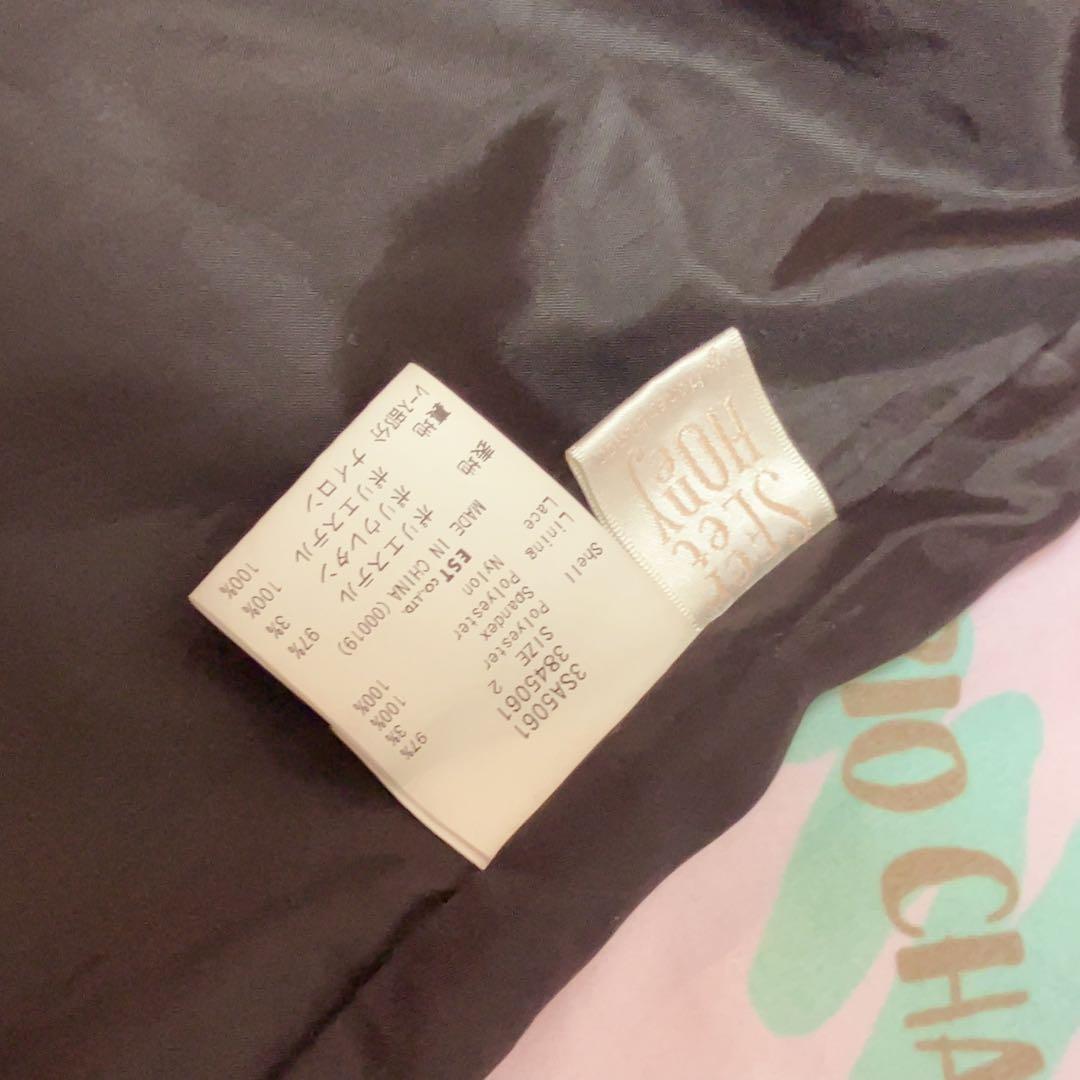 3SA5061
3845061
SIZE 2
Shell Polyester 97%
Spandex 3%
Lining Polyester 100%
Lace Nylon 100%
EST CO.,LTD.
MADE IN CHINA (00019)
表地 ポリエステル 97%
ポリウレタン 3%
裏地 ポリエステル 100%
レース部分 ナイロン 100%
SecreT
HONey
IO CHA